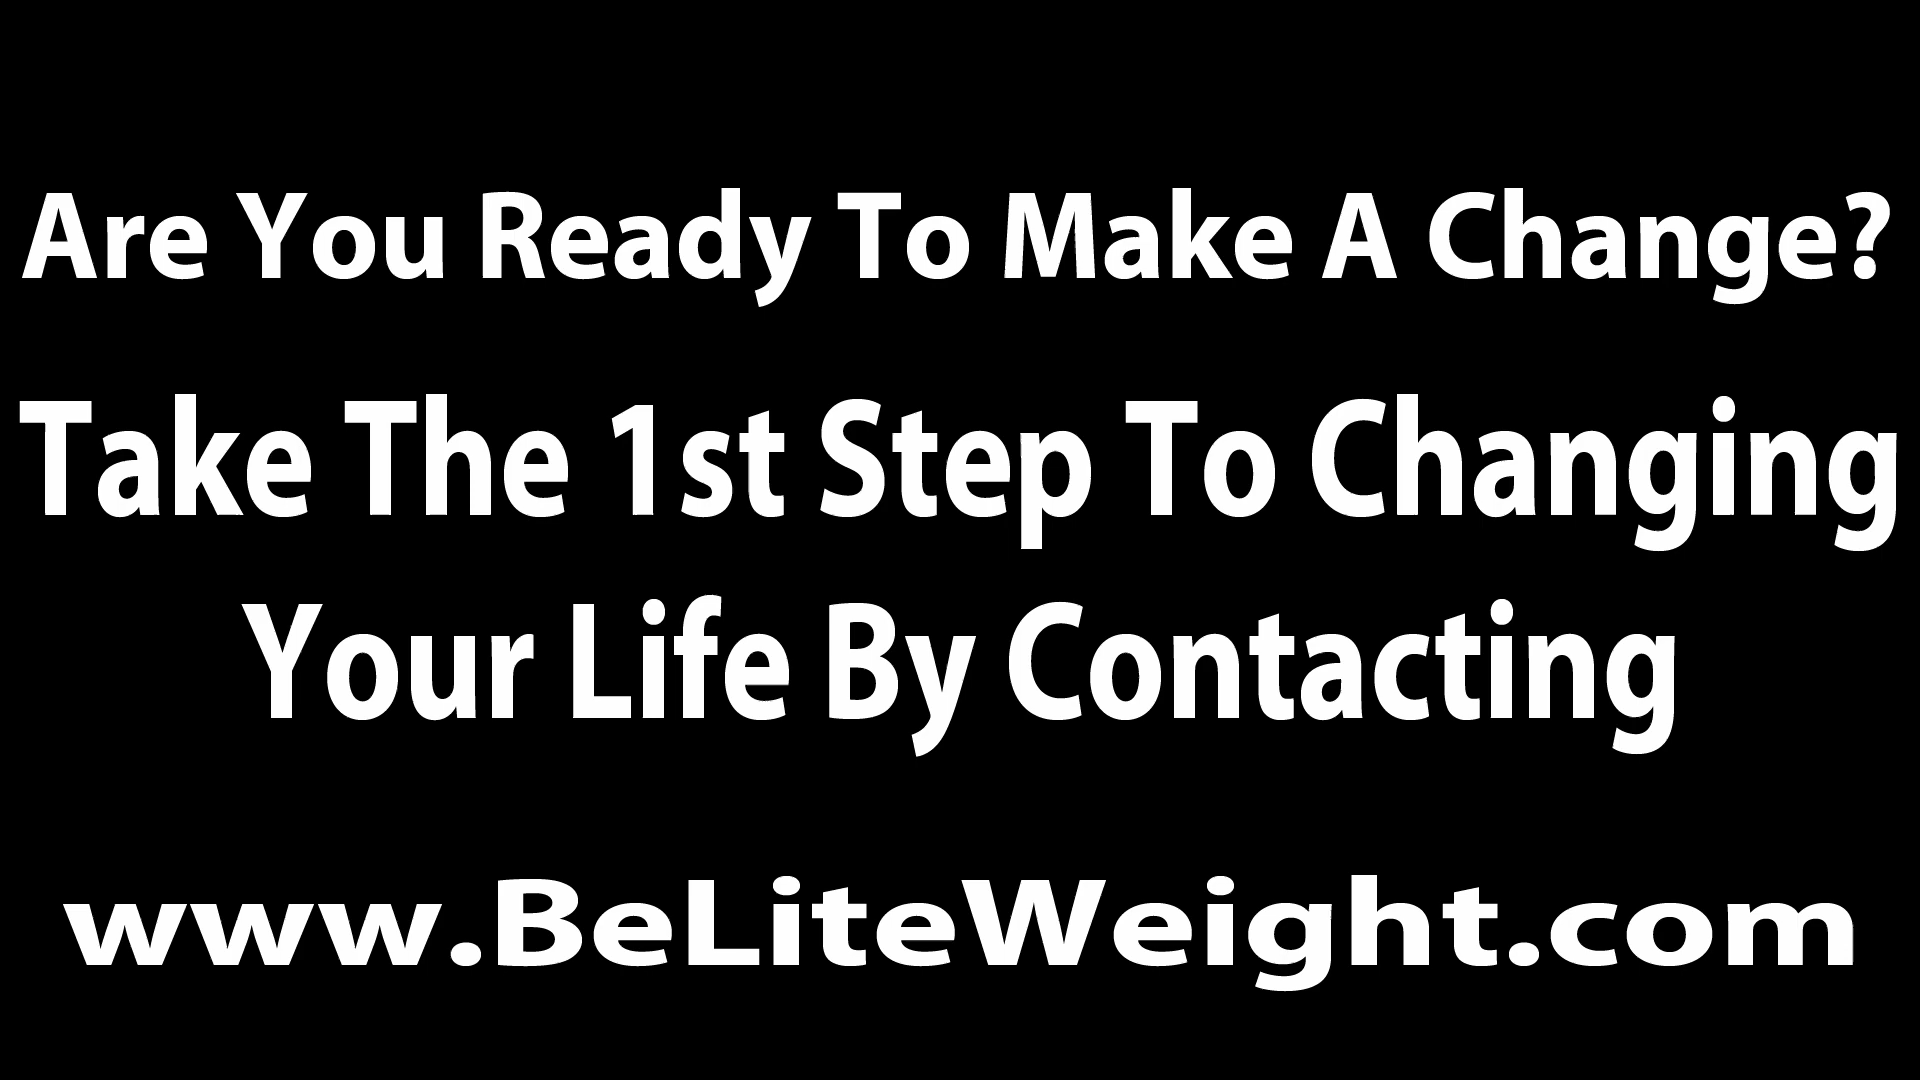 Are You Ready To Make A Change?
Take The 1st Step To Changing
Your Life By Contacting
www.BeLiteWeight.com